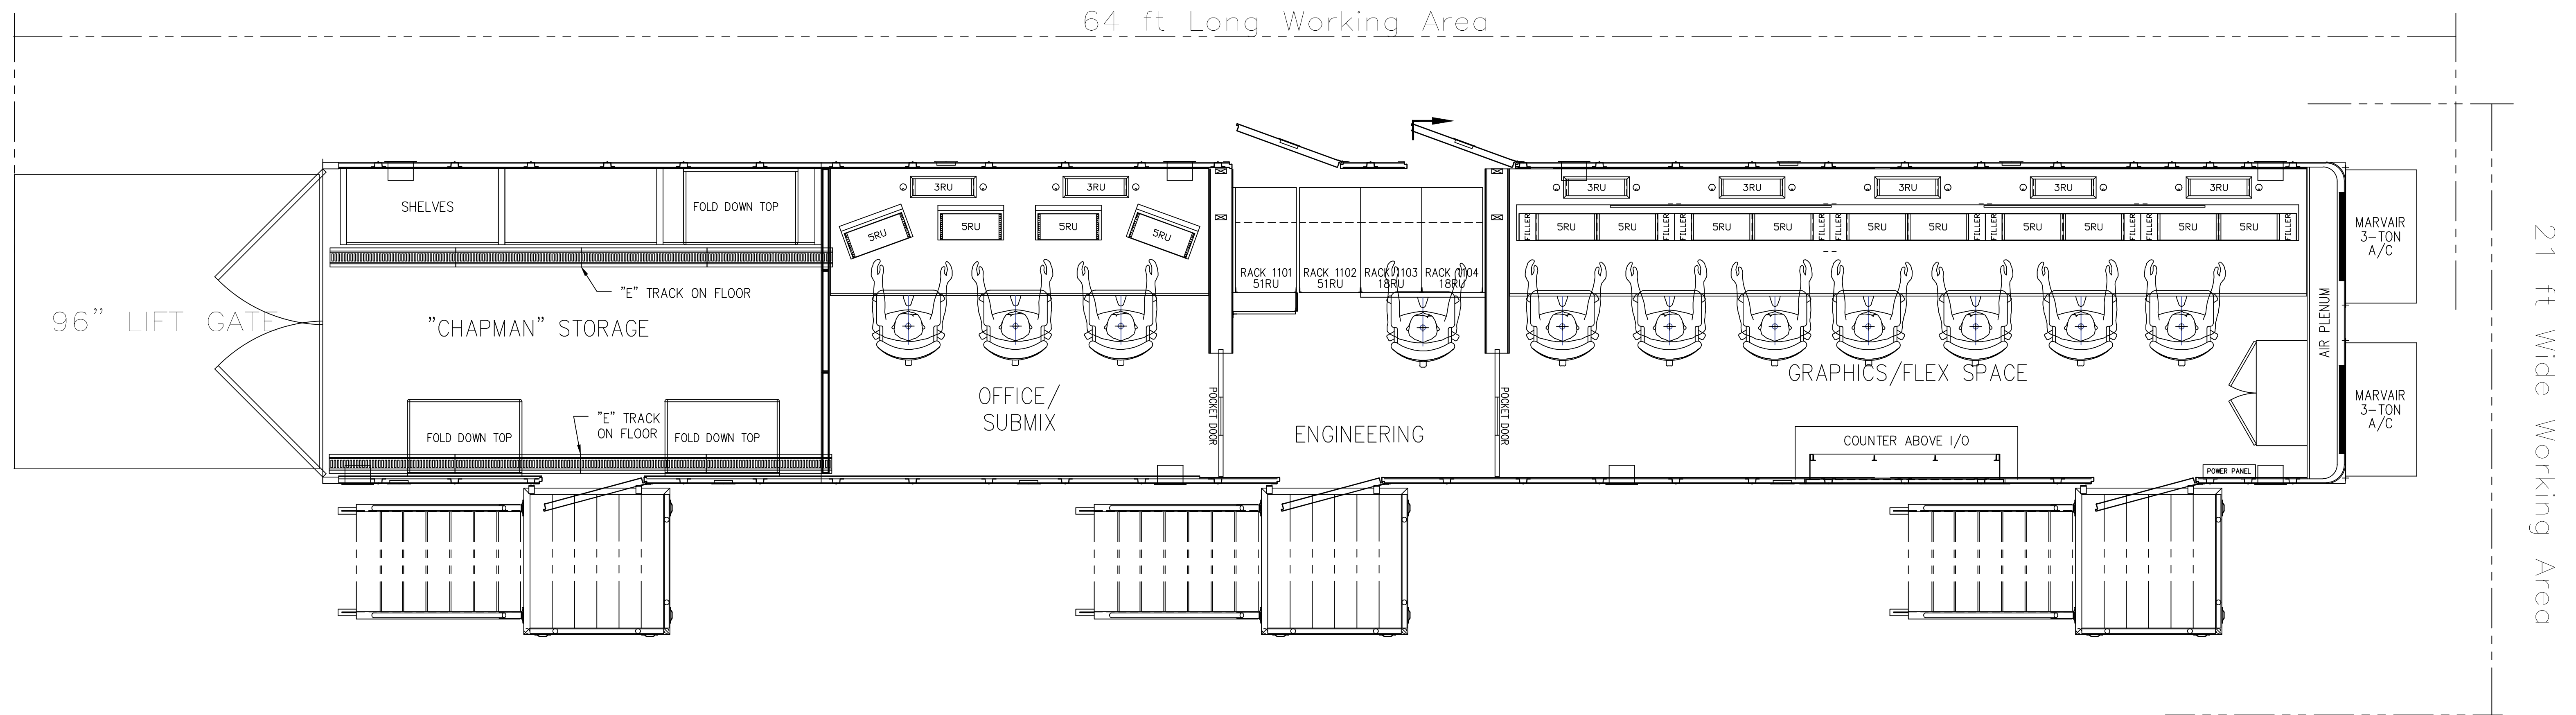 64 ft Long Working Area
3RU
3RU
3RU
3RU
3RU
3RU
3RU
SHELVES
FOLD DOWN TOP
5RU
5RU
5RU
5RU
FILLER
5RU
5RU
FILLER
FILLER
5RU
5RU
FILLER
FILLER
5RU
5RU
FILLER
FILLER
5RU
5RU
FILLER
FILLER
5RU
5RU
FILLER
MARVAIR
3-TON
A/C
RACK 1101
51RU
RACK 1102
51RU
RACK 1103
18RU
RACK 1104
18RU
"E" TRACK ON FLOOR
96" LIFT GATE
"CHAPMAN" STORAGE
AIR PLENUM
21 ft Wide Working Area
GRAPHICS/FLEX SPACE
OFFICE/
SUBMIX
POCKET DOOR
POCKET DOOR
MARVAIR
3-TON
A/C
"E" TRACK
ON FLOOR
FOLD DOWN TOP
FOLD DOWN TOP
ENGINEERING
COUNTER ABOVE I/O
POWER PANEL